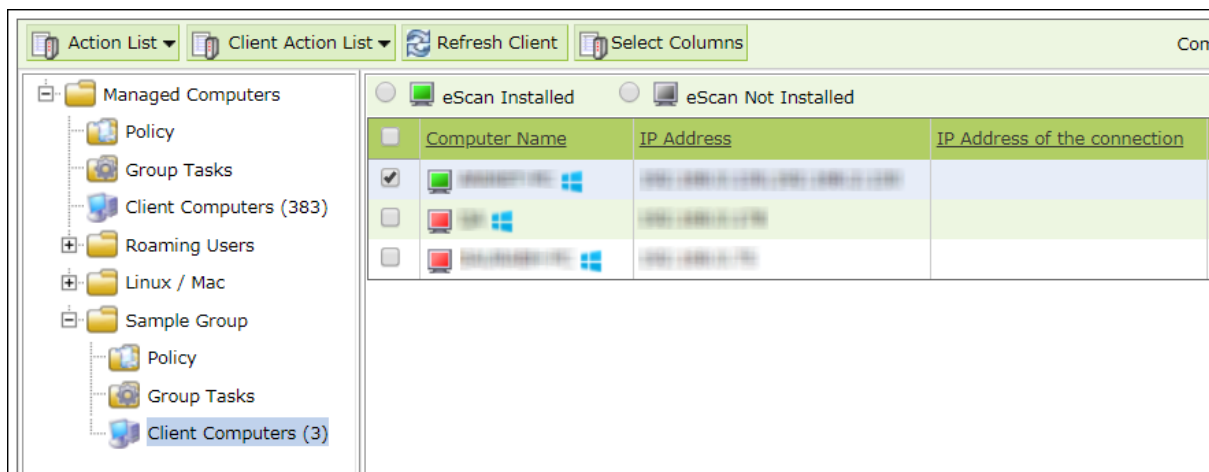 Action List Client Action List Refresh Client Select Columns Com
Managed Computers
Policy
Group Tasks
Client Computers (383)
Roaming Users
Linux / Mac
Sample Group
Policy
Group Tasks
Client Computers (3)
eScan Installed eScan Not Installed
Computer Name IP Address IP Address of the connection